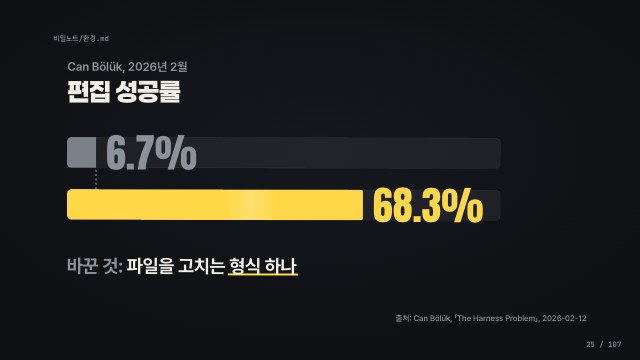 비밀노트/환경.md
Can Bölük, 2026년 2월
편집 성공률
6.7%
68.3%
바꾼 것: 파일을 고치는 형식 하나
출처: Can Bölük, 「The Harness Problem」, 2026-02-12
25 / 107